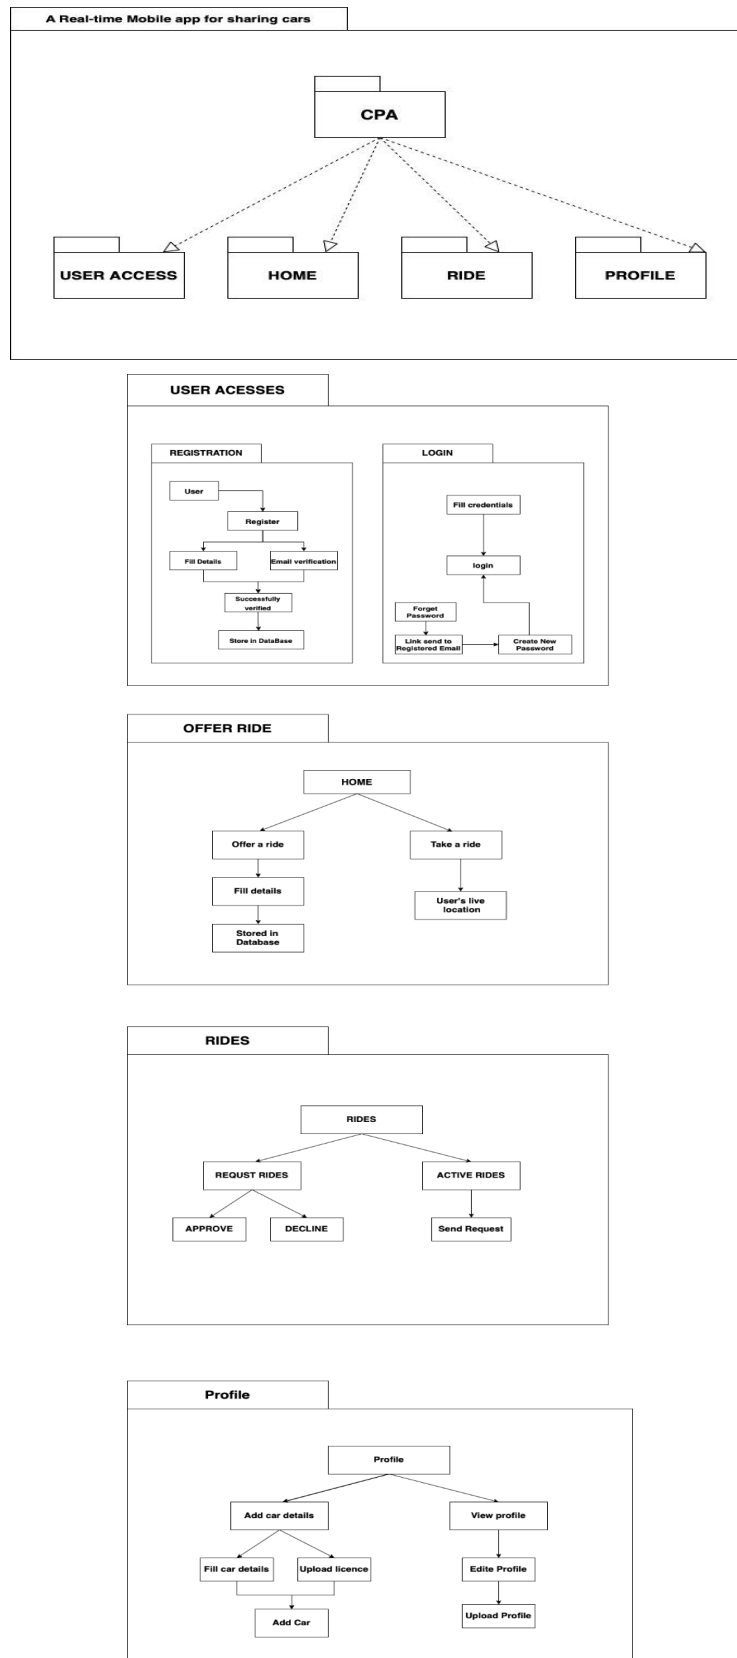 A Real-time Mobile app for sharing cars
CPA
USER ACCESS
HOME
RIDE
PROFILE
USER ACESSES
REGISTRATION
User
Register
Fill Details
Email verification
Successfully
verified
Store in DataBase
LOGIN
Fill credentials
login
Forget
Password
Link send to
Registered Email
Create New
Password
OFFER RIDE
HOME
Offer a ride
Take a ride
Fill details
User's live
location
Stored in
Database
RIDES
RIDES
REQUST RIDES
ACTIVE RIDES
APPROVE
DECLINE
Send Request
Profile
Profile
Add car details
View profile
Fill car details
Upload licence
Edite Profile
Add Car
Upload Profile